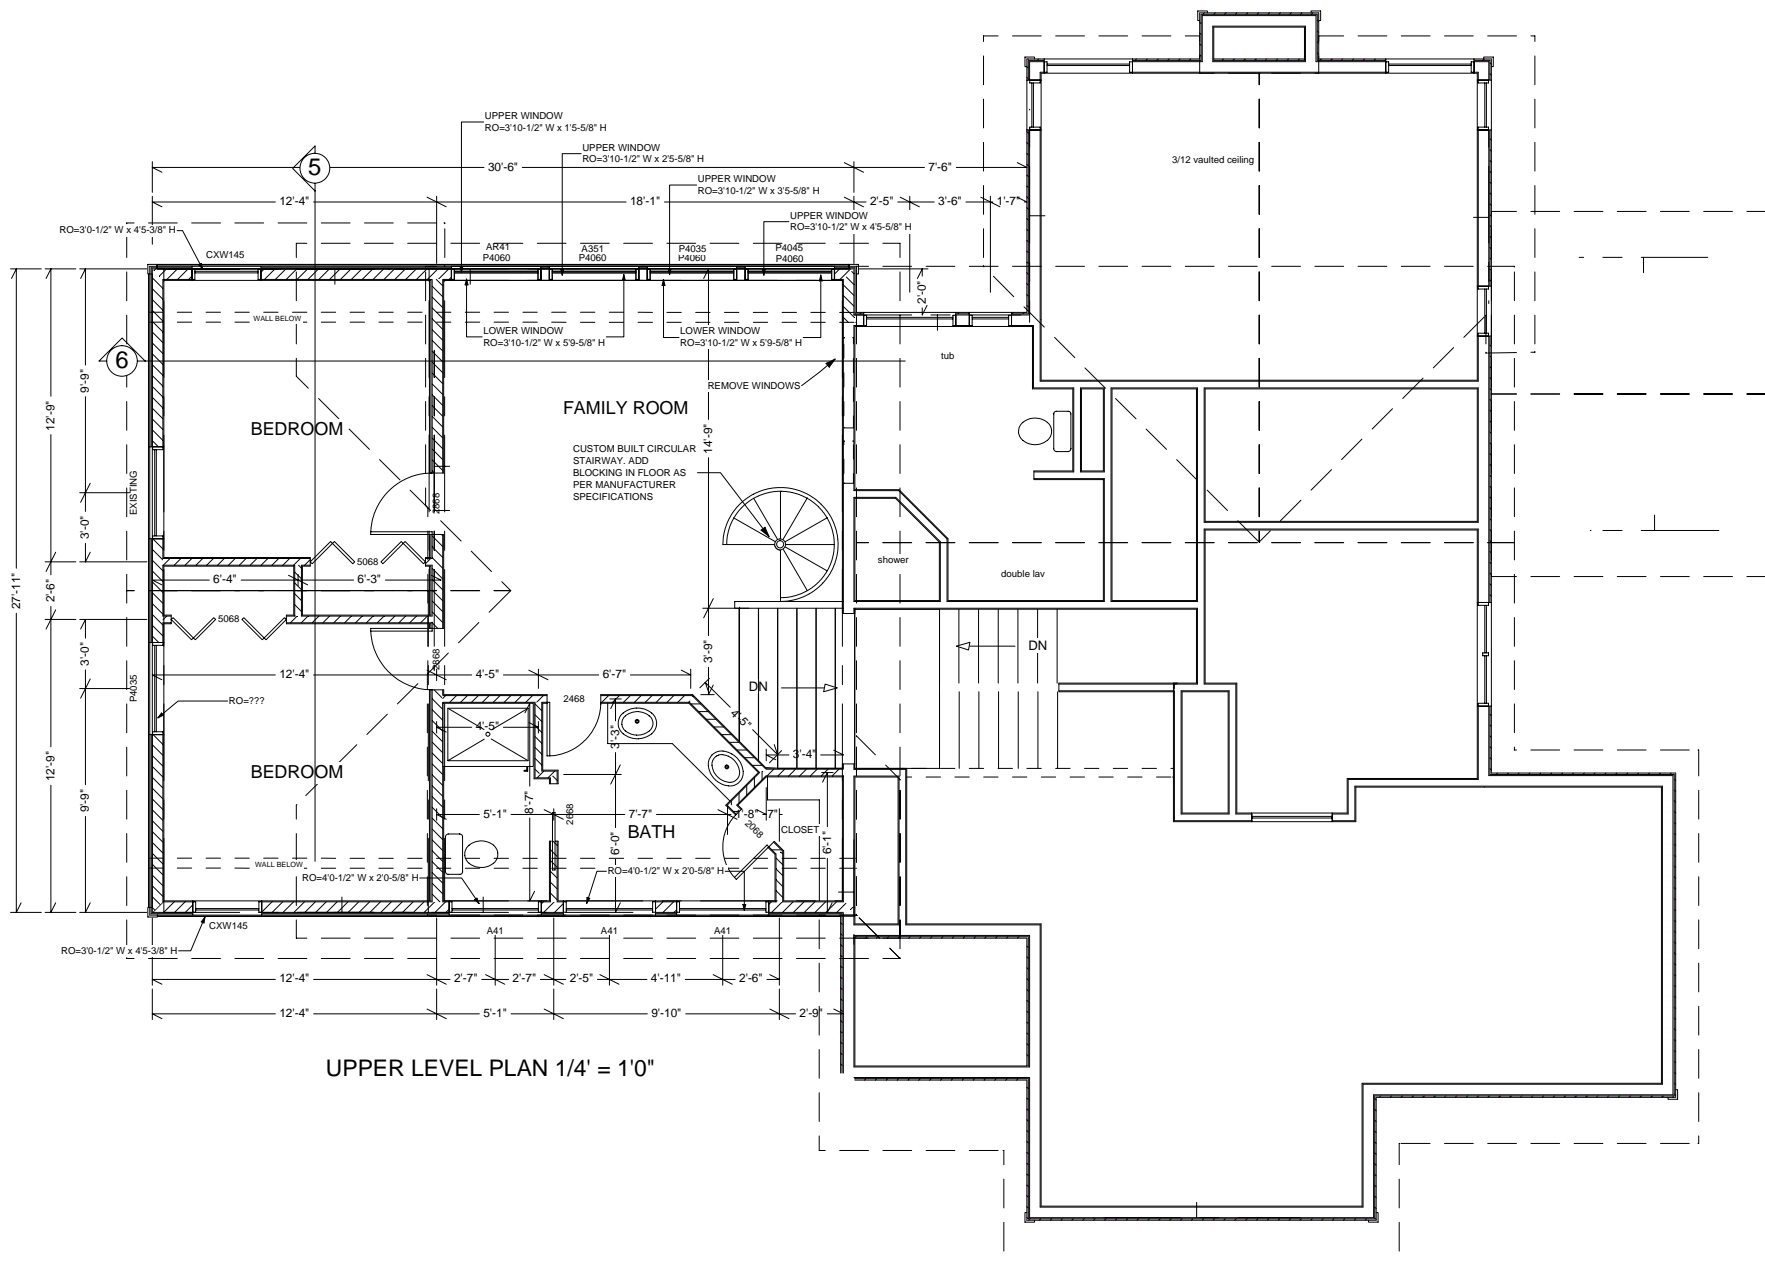 UPPER WINDOW
RO=3'10-1/2" W x 1'5-5/8" H
UPPER WINDOW
RO=3'10-1/2" W x 2'5-5/8" H
5
30'-6"
7'-6"
3/12 vaulted ceiling
UPPER WINDOW
RO=3'10-1/2" W x 3'5-5/8" H
12'-4"
18'-1"
2'-5"
3'-6"
1'-7"
UPPER WINDOW
RO=3'10-1/2" W x 4'5-5/8" H
RO=3'0-1/2" W x 4'5-3/8" H
CXW145
AR41
P4060
A351
P4060
P4035
P4060
P4045
P4060
2'-0"
WALL BELOW
LOWER WINDOW
RO=3'10-1/2" W x 5'9-5/8" H
LOWER WINDOW
RO=3'10-1/2" W x 5'9-5/8" H
6
tub
9'-9"
REMOVE WINDOWS
12'-9"
FAMILY ROOM
BEDROOM
14'-9"
CUSTOM BUILT CIRCULAR
STAIRWAY. ADD
BLOCKING IN FLOOR AS
PER MANUFACTURER
SPECIFICATIONS
EXISTING
2868
3'-0"
5068
shower
double lav
6'-4"
6'-3"
27'-11"
2'-6"
5068
3'-0"
2868
3'-9"
DN
12'-4"
4'-5"
6'-7"
P4035
RO=???
2468
DN
4'-5"
4'-5"
3'-3"
3'-4"
12'-9"
BEDROOM
9'-9"
8'-7"
5'-1"
2668
7'-7"
1'-8"
7"
2068
BATH
CLOSET
6'-0"
6'-1"
WALL BELOW
RO=4'0-1/2" W x 2'0-5/8" H
RO=4'0-1/2" W x 2'0-5/8" H
CXW145
A41
A41
A41
RO=3'0-1/2" W x 4'5-3/8" H
12'-4"
2'-7"
2'-7"
2'-5"
4'-11"
2'-6"
12'-4"
5'-1"
9'-10"
2'-9"
UPPER LEVEL PLAN 1/4' = 1'0"